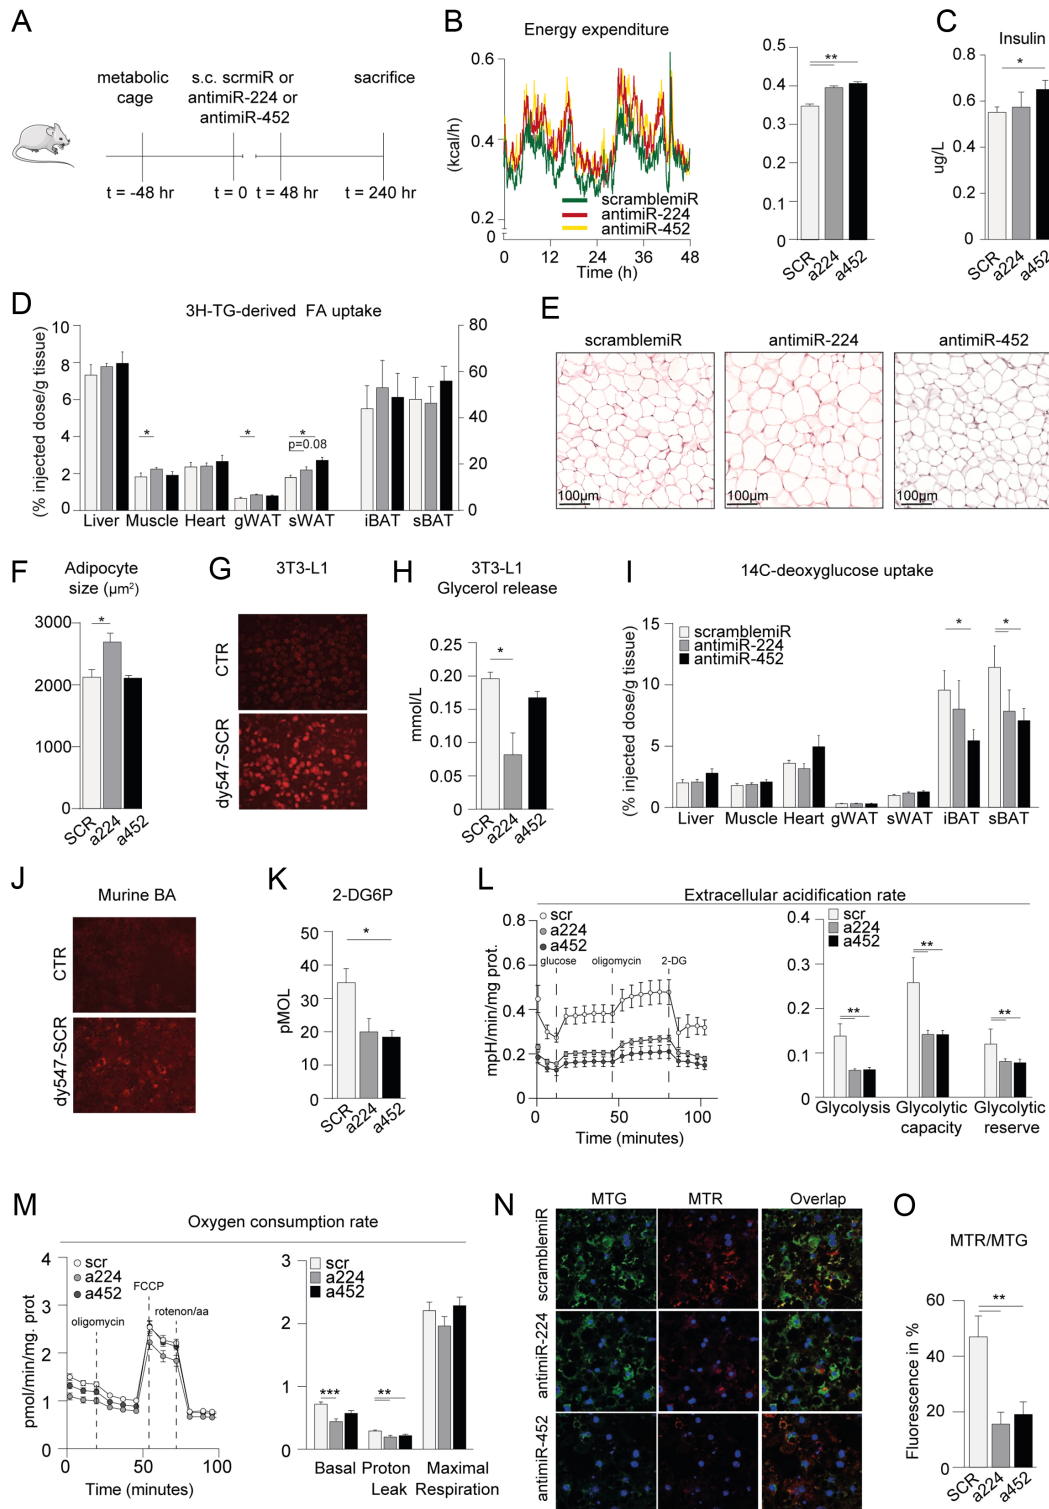 A
metabolic
cage
s.c. scrmiR or
antimiR-224 or
antimiR-452
sacrifice
t = -48 hr
t = 0
t = 48 hr
t = 240 hr
B
Energy expenditure
(kcal/h)
0.6
0.4
0.2
0
scramblemiR
antimiR-224
antimiR-452
0 12 24 36 48
Time (h)
0.5
0.4
0.3
0.2
0.1
0
**
SCR
a224
a452
C
Insulin
ug/L
0.8
0.6
0.4
0.2
0
*
SCR
a224
a452
D
3H-TG-derived FA uptake
(% injected dose/g tissue)
10
8
6
4
2
0
80
60
40
20
0
*
*
*
p=0.08
Liver Muscle Heart gWAT sWAT iBAT sBAT
E
scramblemiR antimiR-224 antimiR-452
100µm 100µm 100µm
F
Adipocyte
size (µm²)
3000
2000
1000
0
*
SCR
a224
a452
G
3T3-L1
CTR
dy547-SCR
H
3T3-L1
Glycerol release
mmol/L
0.25
0.20
0.15
0.10
0.05
0
*
SCR
a224
a452
I
14C-deoxyglucose uptake
(% injected dose/g tissue)
15
10
5
0
scramblemiR
antimiR-224
antimiR-452
*
*
Liver Muscle Heart gWAT sWAT iBAT sBAT
J
Murine BA
CTR
dy547-SCR
K
2-DG6P
pMOL
50
40
30
20
10
0
*
SCR
a224
a452
L
Extracellular acidification rate
mpH/min/mg prot.
0.8
0.6
0.4
0.2
0
scr
a224
a452
glucose oligomycin 2-DG
0 50 100
Time (minutes)
0.4
0.3
0.2
0.1
0
scr
a224
a452
**
**
**
Glycolysis Glycolytic Glycolytic
capacity reserve
M
Oxygen consumption rate
pmol/min/mg. prot
4
3
2
1
0
scr
a224
a452
FCCP
rotenon/aa
oligomycin
0 50 100
Time (minutes)
3
2
1
0
scr
a224
a452
***
**
Basal Proton Maximal
Leak Respiration
N
MTG MTR Overlap
scramblemiR
antimiR-224
antimiR-452
O
MTR/MTG
Fluorescence in %
60
40
20
0
**
SCR
a224
a452